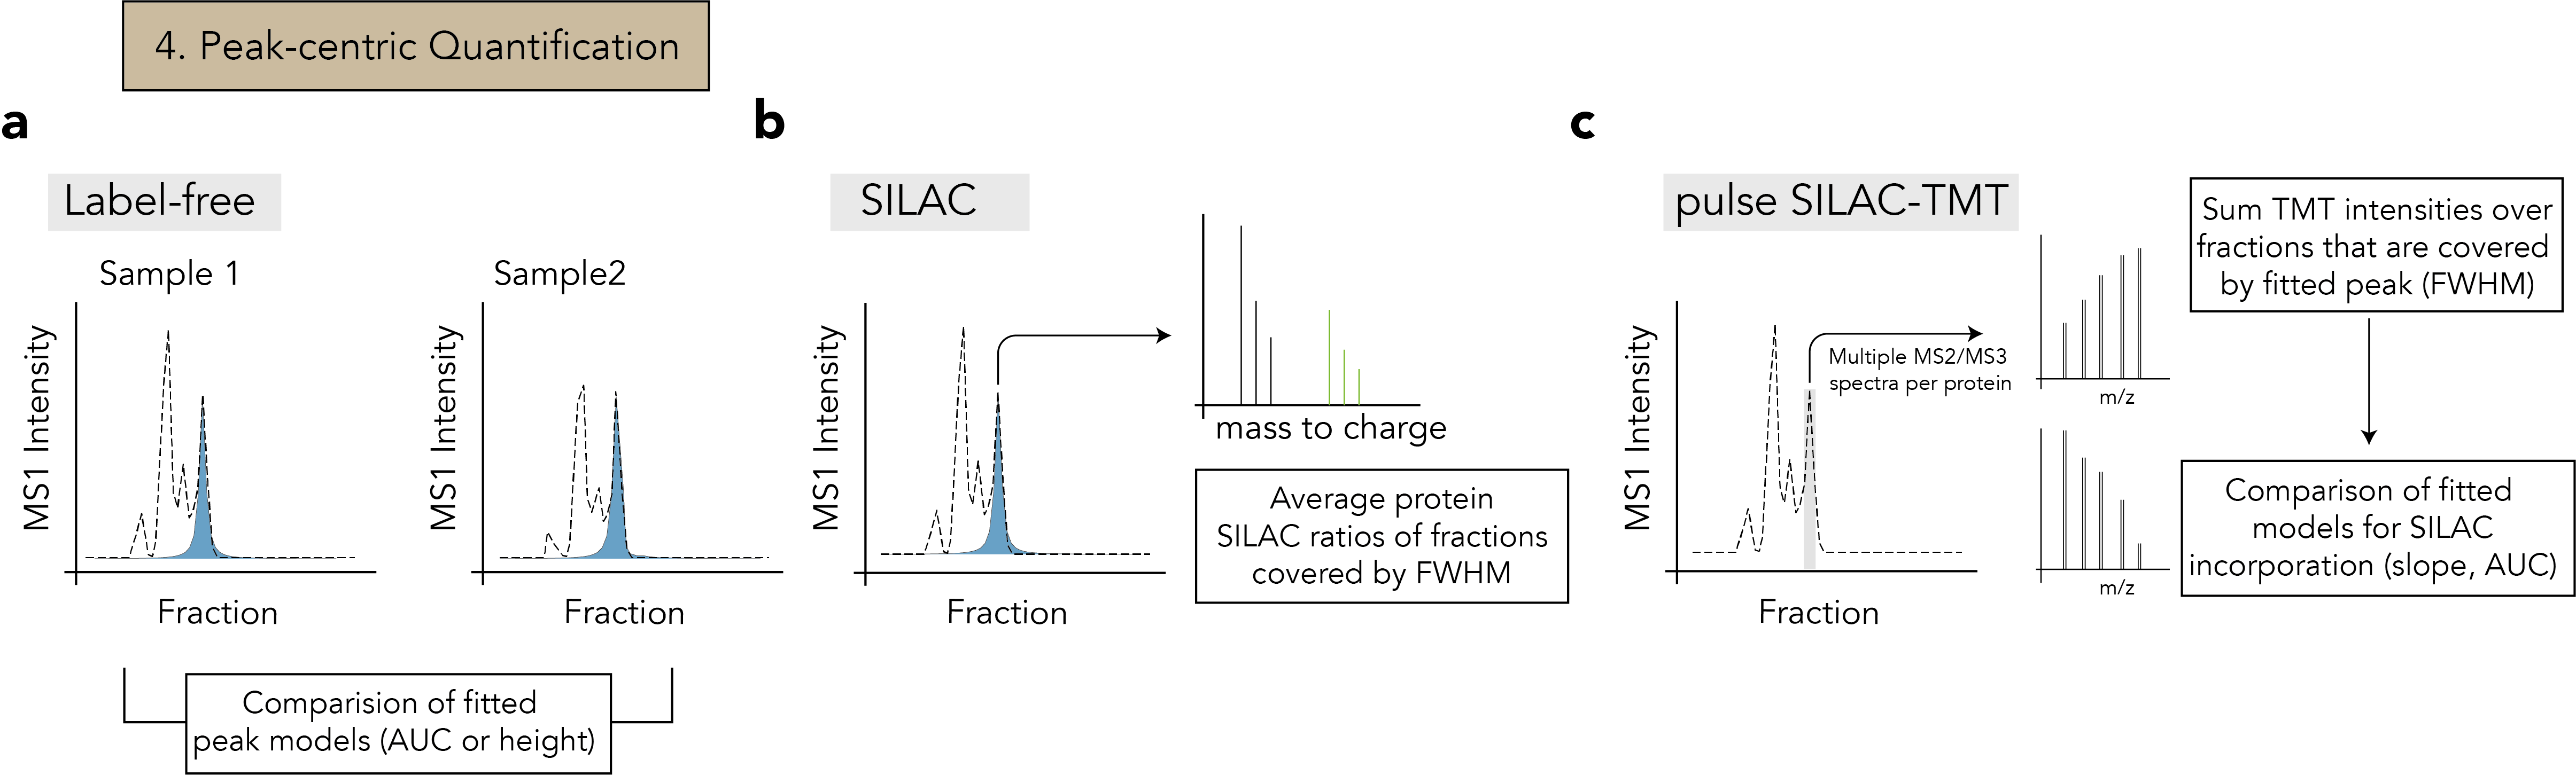 4. Peak-centric Quantification
a
Label-free
Sample 1
MS1 Intensity
Fraction
Sample2
MS1 Intensity
Fraction
Comparision of fitted
peak models (AUC or height)
b
SILAC
MS1 Intensity
Fraction
mass to charge
Average protein
SILAC ratios of fractions
covered by FWHM
c
pulse SILAC-TMT
MS1 Intensity
Fraction
Multiple MS2/MS3
spectra per protein
m/z
m/z
Sum TMT intensities over
fractions that are covered
by fitted peak (FWHM)
Comparison of fitted
models for SILAC
incorporation (slope, AUC)